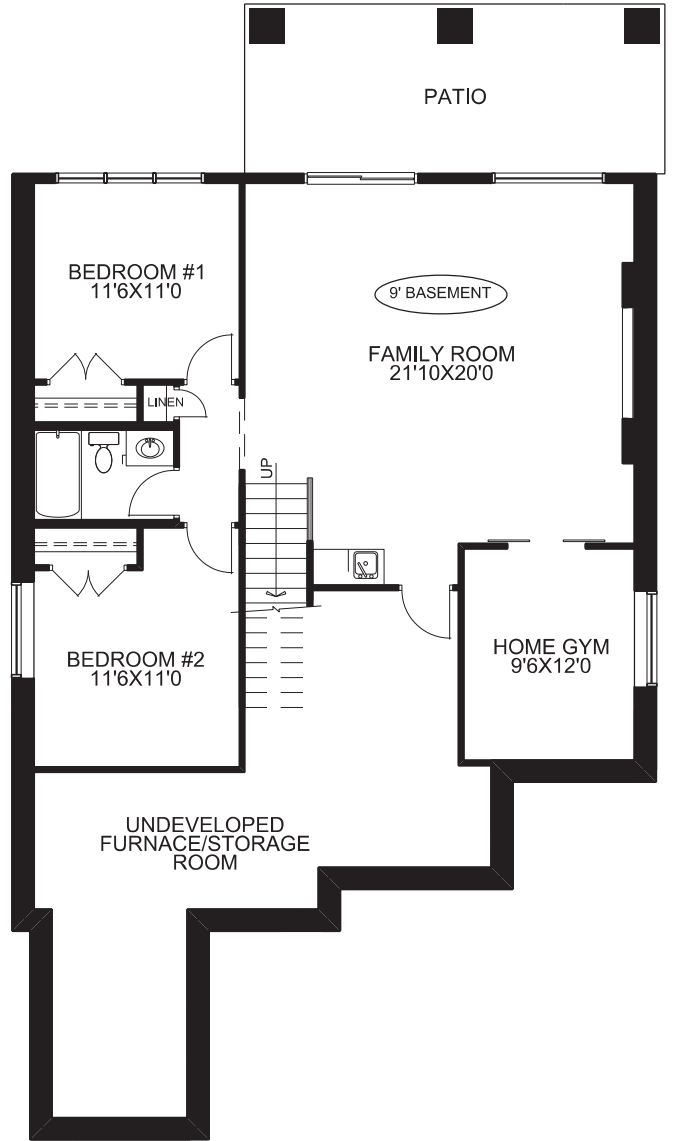 PATIO
BEDROOM #1
11'6X11'0
9' BASEMENT
FAMILY ROOM
21'10X20'0
LINEN
UP
BEDROOM #2
11'6X11'0
HOME GYM
9'6X12'0
UNDEVELOPED
FURNACE/STORAGE
ROOM